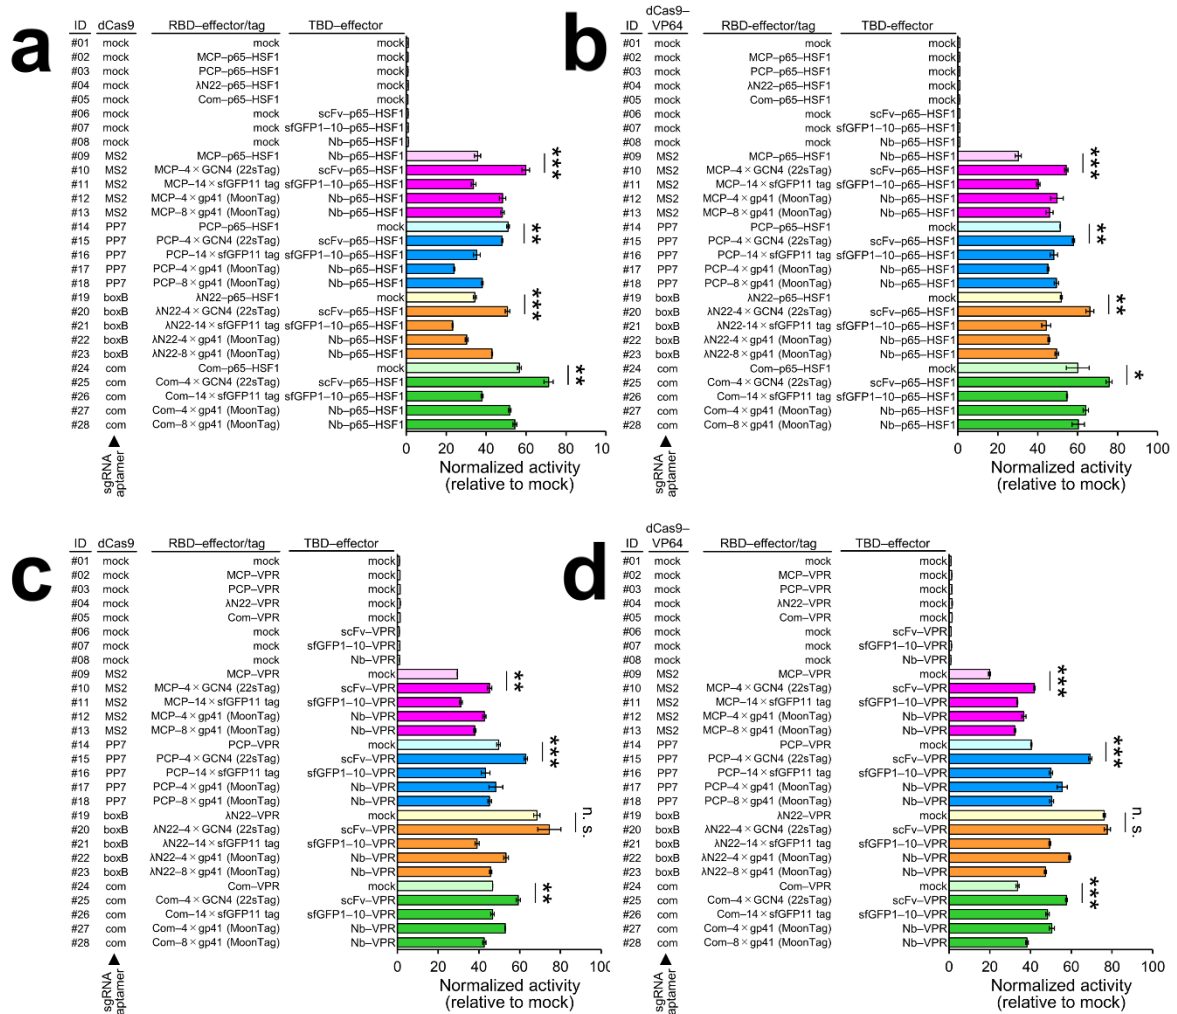 a
ID dCas9 RBD–effector/tag TBD–effector
#01 mock mock mock
#02 mock MCP–p65–HSF1 mock
#03 mock PCP–p65–HSF1 mock
#04 mock λN22–p65–HSF1 mock
#05 mock Com–p65–HSF1 mock
#06 mock mock scFv–p65–HSF1
#07 mock mock sfGFP1–10–p65–HSF1
#08 mock mock Nb–p65–HSF1
#09 MS2 MCP–p65–HSF1 Nb–p65–HSF1
#10 MS2 MCP–4×GCN4 (22sTag) scFv–p65–HSF1
#11 MS2 MCP–14×sfGFP11 tag sfGFP1–10–p65–HSF1
#12 MS2 MCP–4×gp41 (MoonTag) Nb–p65–HSF1
#13 MS2 MCP–8×gp41 (MoonTag) Nb–p65–HSF1
#14 PP7 PCP–p65–HSF1 mock
#15 PP7 PCP–4×GCN4 (22sTag) scFv–p65–HSF1
#16 PP7 PCP–14×sfGFP11 tag sfGFP1–10–p65–HSF1
#17 PP7 PCP–4×gp41 (MoonTag) Nb–p65–HSF1
#18 PP7 PCP–8×gp41 (MoonTag) Nb–p65–HSF1
#19 boxB λN22–p65–HSF1 mock
#20 boxB λN22-4×GCN4 (22sTag) scFv–p65–HSF1
#21 boxB λN22-14×sfGFP11 tag sfGFP1–10–p65–HSF1
#22 boxB λN22-4×gp41 (MoonTag) Nb–p65–HSF1
#23 boxB λN22-8×gp41 (MoonTag) Nb–p65–HSF1
#24 com Com–p65–HSF1 mock
#25 com Com–4×GCN4 (22sTag) scFv–p65–HSF1
#26 com Com–14×sfGFP11 tag sfGFP1–10–p65–HSF1
#27 com Com–4×gp41 (MoonTag) Nb–p65–HSF1
#28 com Com–8×gp41 (MoonTag) Nb–p65–HSF1
***
**
***
**
0 20 40 60 80 10
Normalized activity
(relative to mock)
▲
sgRNA
aptamer
b
dCas9–
ID VP64 RBD–effector/tag TBD–effector
#01 mock mock mock
#02 mock MCP–p65–HSF1 mock
#03 mock PCP–p65–HSF1 mock
#04 mock λN22–p65–HSF1 mock
#05 mock Com–p65–HSF1 mock
#06 mock mock scFv–p65–HSF1
#07 mock mock sfGFP1–10–p65–HSF1
#08 mock mock Nb–p65–HSF1
#09 MS2 MCP–p65–HSF1 Nb–p65–HSF1
#10 MS2 MCP–4×GCN4 (22sTag) scFv–p65–HSF1
#11 MS2 MCP–14×sfGFP11 tag sfGFP1–10–p65–HSF1
#12 MS2 MCP–4×gp41 (MoonTag) Nb–p65–HSF1
#13 MS2 MCP–8×gp41 (MoonTag) Nb–p65–HSF1
#14 PP7 PCP–p65–HSF1 mock
#15 PP7 PCP–4×GCN4 (22sTag) scFv–p65–HSF1
#16 PP7 PCP–14×sfGFP11 tag sfGFP1–10–p65–HSF1
#17 PP7 PCP–4×gp41 (MoonTag) Nb–p65–HSF1
#18 PP7 PCP–8×gp41 (MoonTag) Nb–p65–HSF1
#19 boxB λN22–p65–HSF1 mock
#20 boxB λN22-4×GCN4 (22sTag) scFv–p65–HSF1
#21 boxB λN22-14×sfGFP11 tag sfGFP1–10–p65–HSF1
#22 boxB λN22-4×gp41 (MoonTag) Nb–p65–HSF1
#23 boxB λN22-8×gp41 (MoonTag) Nb–p65–HSF1
#24 com Com–p65–HSF1 mock
#25 com Com–4×GCN4 (22sTag) scFv–p65–HSF1
#26 com Com–14×sfGFP11 tag sfGFP1–10–p65–HSF1
#27 com Com–4×gp41 (MoonTag) Nb–p65–HSF1
#28 com Com–8×gp41 (MoonTag) Nb–p65–HSF1
***
**
**
*
0 20 40 60 80 100
Normalized activity
(relative to mock)
▲
sgRNA
aptamer
c
ID dCas9 RBD–effector/tag TBD–effector
#01 mock mock mock
#02 mock MCP–VPR mock
#03 mock PCP–VPR mock
#04 mock λN22–VPR mock
#05 mock Com–VPR mock
#06 mock mock scFv–VPR
#07 mock mock sfGFP1–10–VPR
#08 mock mock Nb–VPR
#09 MS2 MCP–VPR mock
#10 MS2 MCP–4×GCN4 (22sTag) scFv–VPR
#11 MS2 MCP–14×sfGFP11 tag sfGFP1–10–VPR
#12 MS2 MCP–4×gp41 (MoonTag) Nb–VPR
#13 MS2 MCP–8×gp41 (MoonTag) Nb–VPR
#14 PP7 PCP–VPR mock
#15 PP7 PCP–4×GCN4 (22sTag) scFv–VPR
#16 PP7 PCP–14×sfGFP11 tag sfGFP1–10–VPR
#17 PP7 PCP–4×gp41 (MoonTag) Nb–VPR
#18 PP7 PCP–8×gp41 (MoonTag) Nb–VPR
#19 boxB λN22–VPR mock
#20 boxB λN22–4×GCN4 (22sTag) scFv–VPR
#21 boxB λN22–14×sfGFP11 tag sfGFP1–10–VPR
#22 boxB λN22–4×gp41 (MoonTag) Nb–VPR
#23 boxB λN22–8×gp41 (MoonTag) Nb–VPR
#24 com Com–VPR mock
#25 com Com–4×GCN4 (22sTag) scFv–VPR
#26 com Com–14×sfGFP11 tag sfGFP1–10–VPR
#27 com Com–4×gp41 (MoonTag) Nb–VPR
#28 com Com–8×gp41 (MoonTag) Nb–VPR
**
***
n. s.
**
0 20 40 60 80 100
Normalized activity
(relative to mock)
▲
sgRNA
aptamer
d
dCas9–
ID VP64 RBD–effector/tag TBD–effector
#01 mock mock mock
#02 mock MCP–VPR mock
#03 mock PCP–VPR mock
#04 mock λN22–VPR mock
#05 mock Com–VPR mock
#06 mock mock scFv–VPR
#07 mock mock sfGFP1–10–VPR
#08 mock mock Nb–VPR
#09 MS2 MCP–VPR mock
#10 MS2 MCP–4×GCN4 (22sTag) scFv–VPR
#11 MS2 MCP–14×sfGFP11 tag sfGFP1–10–VPR
#12 MS2 MCP–4×gp41 (MoonTag) Nb–VPR
#13 MS2 MCP–8×gp41 (MoonTag) Nb–VPR
#14 PP7 PCP–VPR mock
#15 PP7 PCP–4×GCN4 (22sTag) scFv–VPR
#16 PP7 PCP–14×sfGFP11 tag sfGFP1–10–VPR
#17 PP7 PCP–4×gp41 (MoonTag) Nb–VPR
#18 PP7 PCP–8×gp41 (MoonTag) Nb–VPR
#19 boxB λN22–VPR mock
#20 boxB λN22–4×GCN4 (22sTag) scFv–VPR
#21 boxB λN22–14×sfGFP11 tag sfGFP1–10–VPR
#22 boxB λN22–4×gp41 (MoonTag) Nb–VPR
#23 boxB λN22–8×gp41 (MoonTag) Nb–VPR
#24 com Com–VPR mock
#25 com Com–4×GCN4 (22sTag) scFv–VPR
#26 com Com–14×sfGFP11 tag sfGFP1–10–VPR
#27 com Com–4×gp41 (MoonTag) Nb–VPR
#28 com Com–8×gp41 (MoonTag) Nb–VPR
***
***
n. s.
***
0 20 40 60 80 100
Normalized activity
(relative to mock)
▲
sgRNA
aptamer